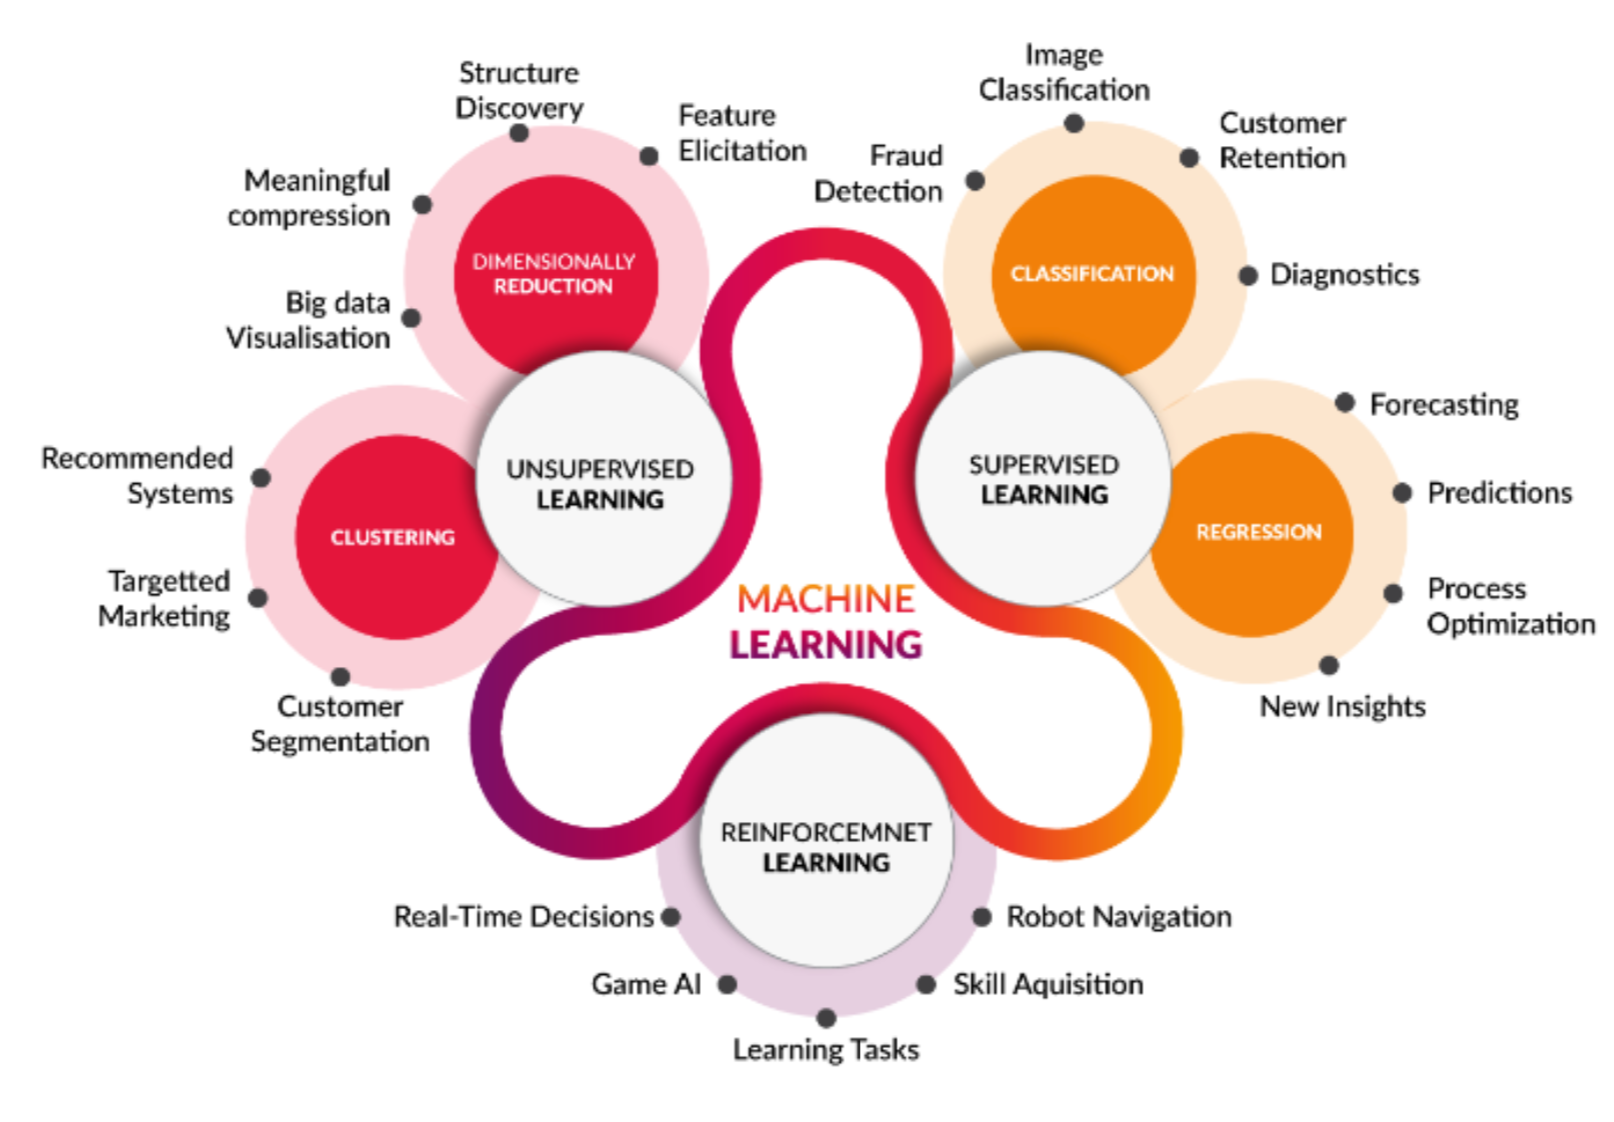 Structure
Discovery
Feature
Elicitation
Meaningful
compression
Big data
Visualisation
DIMENSIONALLY
REDUCTION
Recommended
Systems
Targetted
Marketing
Customer
Segmentation
CLUSTERING
UNSUPERVISED
LEARNING
Image
Classification
Customer
Retention
Fraud
Detection
Diagnostics
CLASSIFICATION
SUPERVISED
LEARNING
Forecasting
Predictions
Process
Optimization
New Insights
REGRESSION
MACHINE
LEARNING
REINFORCEMNET
LEARNING
Real-Time Decisions
Robot Navigation
Game AI
Skill Aquisition
Learning Tasks